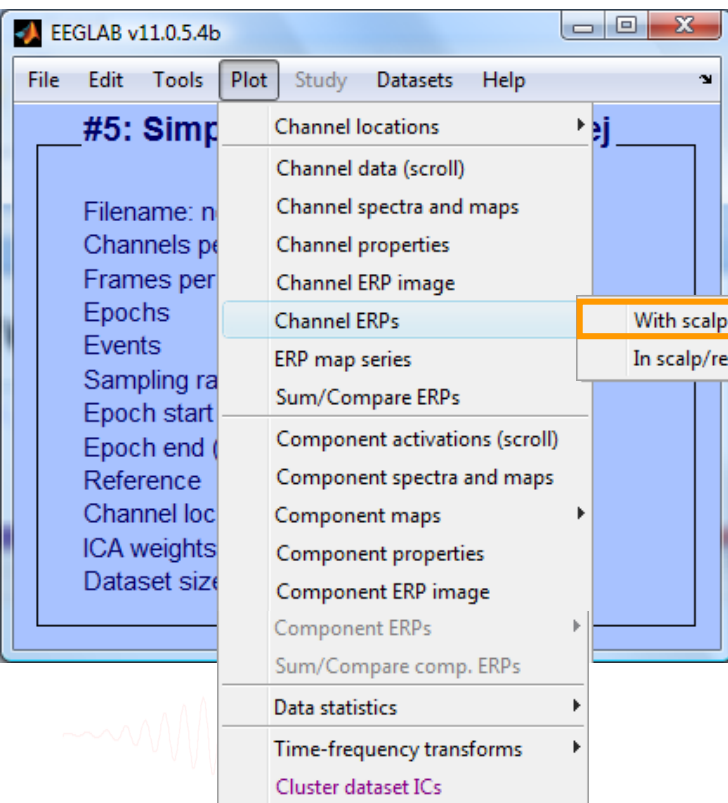 EEGLAB v11.0.5.4b
File Edit Tools Plot Study Datasets Help
#5: Simp
Channel locations
Channel data (scroll)
Filename: n
Channel spectra and maps
Channels pe
Channel properties
Frames per
Channel ERP image
Epochs
Channel ERPs
With scalp
Events
ERP map series
In scalp/re
Sampling ra
Sum/Compare ERPs
Epoch start
Epoch end (
Component activations (scroll)
Reference
Component spectra and maps
Channel loc
Component maps
ICA weights
Component properties
Dataset size
Component ERP image
Component ERPs
Sum/Compare comp. ERPs
Data statistics
Time-frequency transforms
Cluster dataset ICs